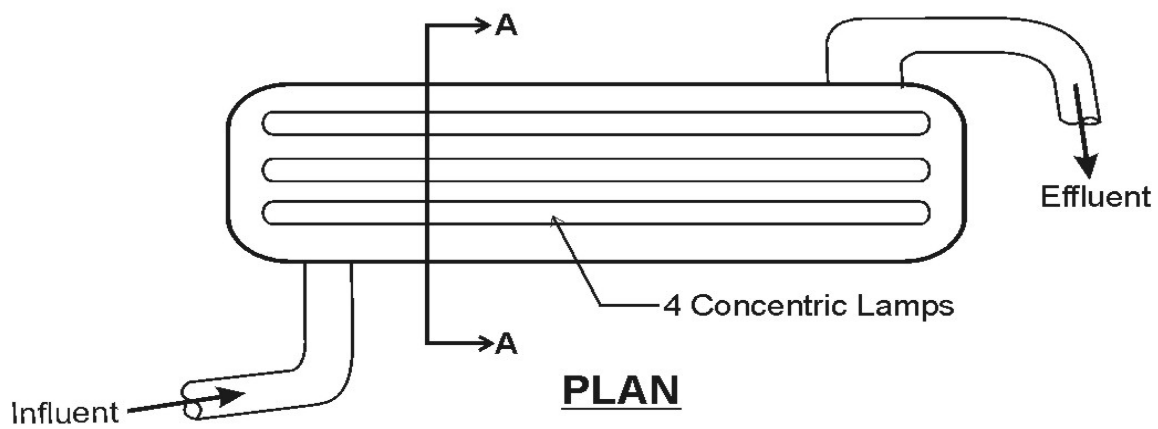 A
Effluent
4 Concentric Lamps
A
PLAN
Influent